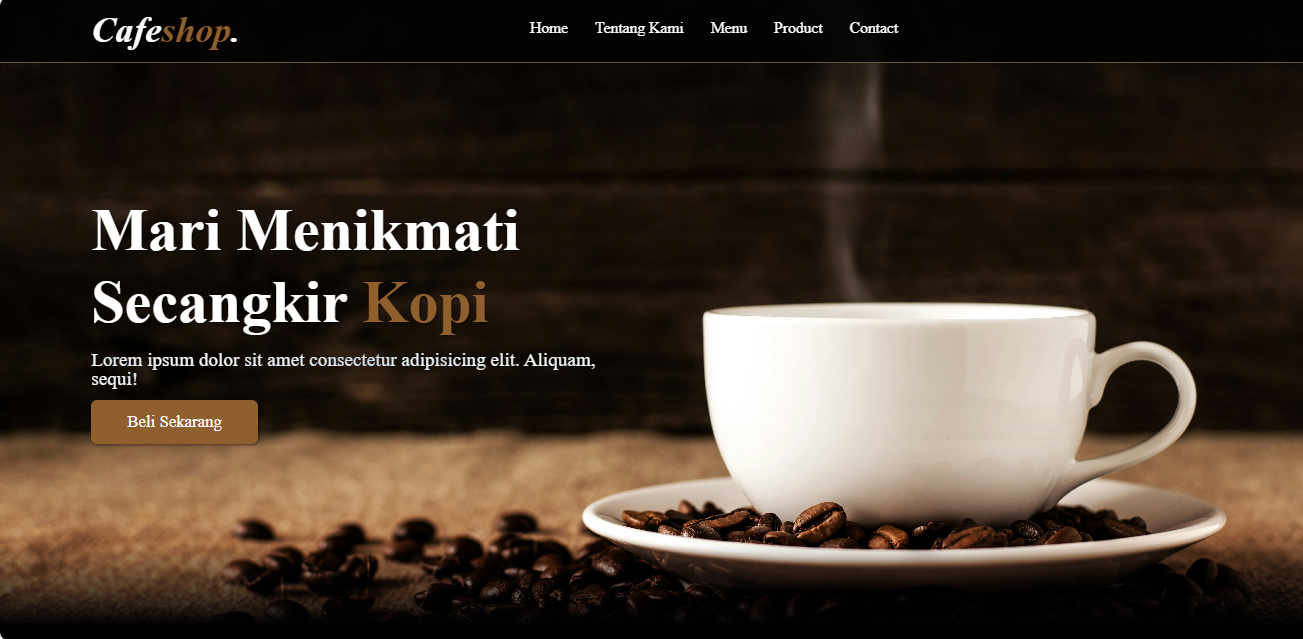 Cafeshop.
Home Tentang Kami Menu Product Contact
Mari Menikmati
Secangkir Kopi
Lorem ipsum dolor sit amet consectetur adipisicing elit. Aliquam,
sequi!
Beli Sekarang